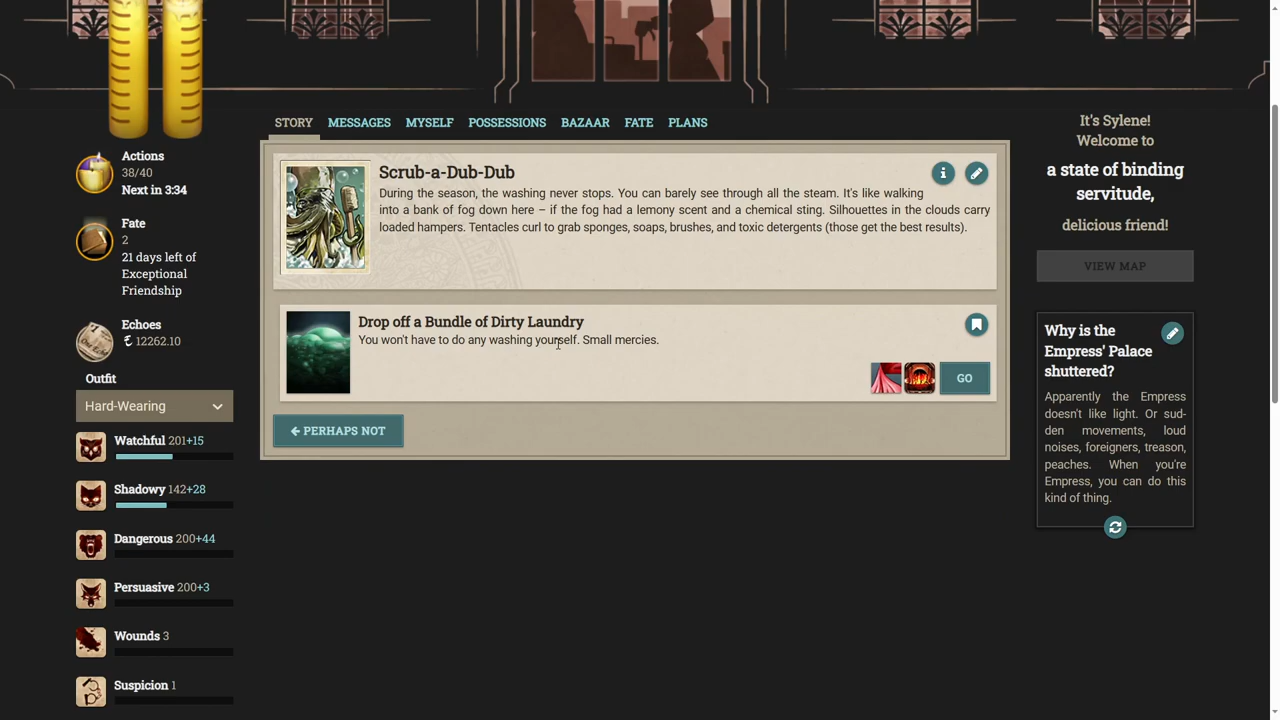 STORY
MESSAGES
MYSELF
POSSESSIONS
BAZAAR
FATE
PLANS
Actions
38/40
Next in 3:34
Fate
2
21 days left of
Exceptional
Friendship
Echoes
12262.10
Outfit
Hard-Wearing
Watchful 201+15
Shadowy 142+28
Dangerous 200+44
Persuasive 200+3
Wounds 3
Suspicion 1
Scrub-a-Dub-Dub
During the season, the washing never stops. You can barely see through all the steam. It's like walking
into a bank of fog down here – if the fog had a lemony scent and a chemical sting. Silhouettes in the clouds carry
loaded hampers. Tentacles curl to grab sponges, soaps, brushes, and toxic detergents (those get the best results).
Drop off a Bundle of Dirty Laundry
You won't have to do any washing yourself. Small mercies.
GO
PERHAPS NOT
It's Sylene!
Welcome to
a state of binding
servitude,
delicious friend!
VIEW MAP
Why is the
Empress' Palace
shuttered?
Apparently the Empress
doesn't like light. Or sud-
den movements, loud
noises, foreigners, treason,
peaches. When you're
Empress, you can do this
kind of thing.